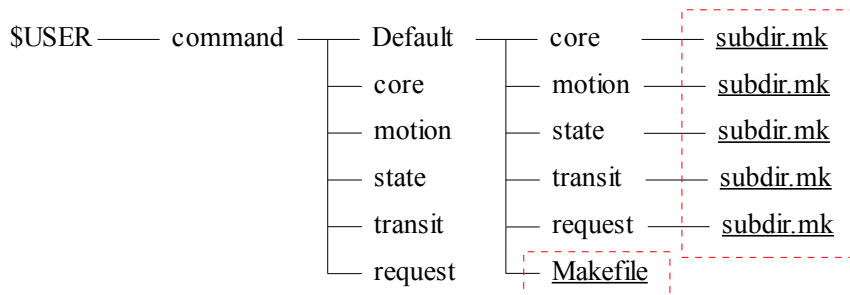 $USER command Default core subdir.mk
core motion subdir.mk
motion state subdir.mk
state transit subdir.mk
transit request subdir.mk
request Makefile